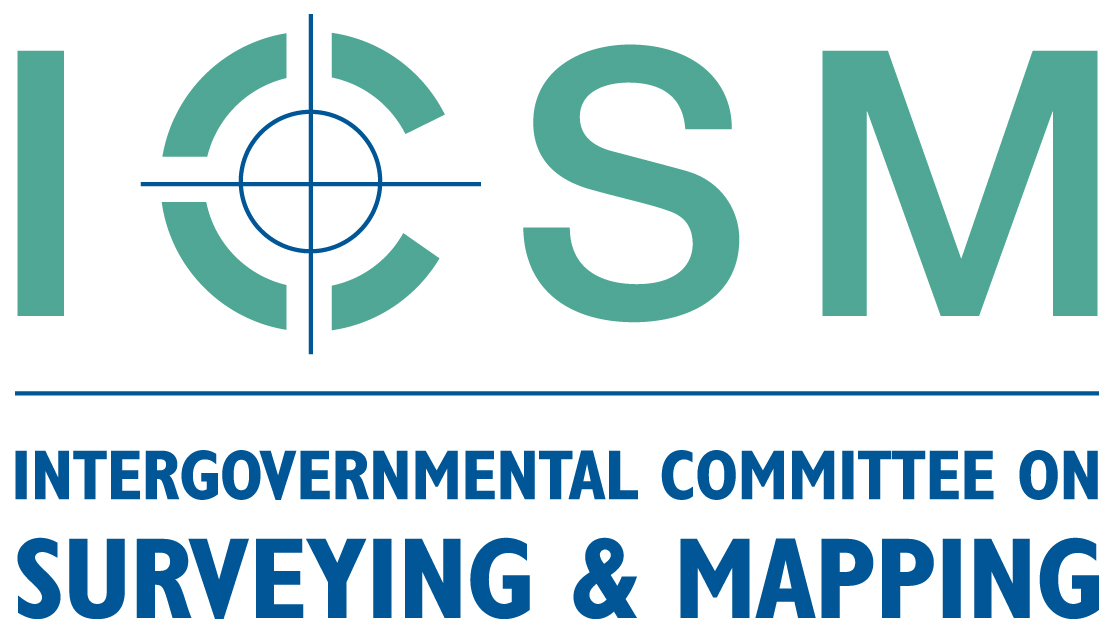 ICSM
INTERGOVERNMENTAL COMMITTEE ON
SURVEYING & MAPPING